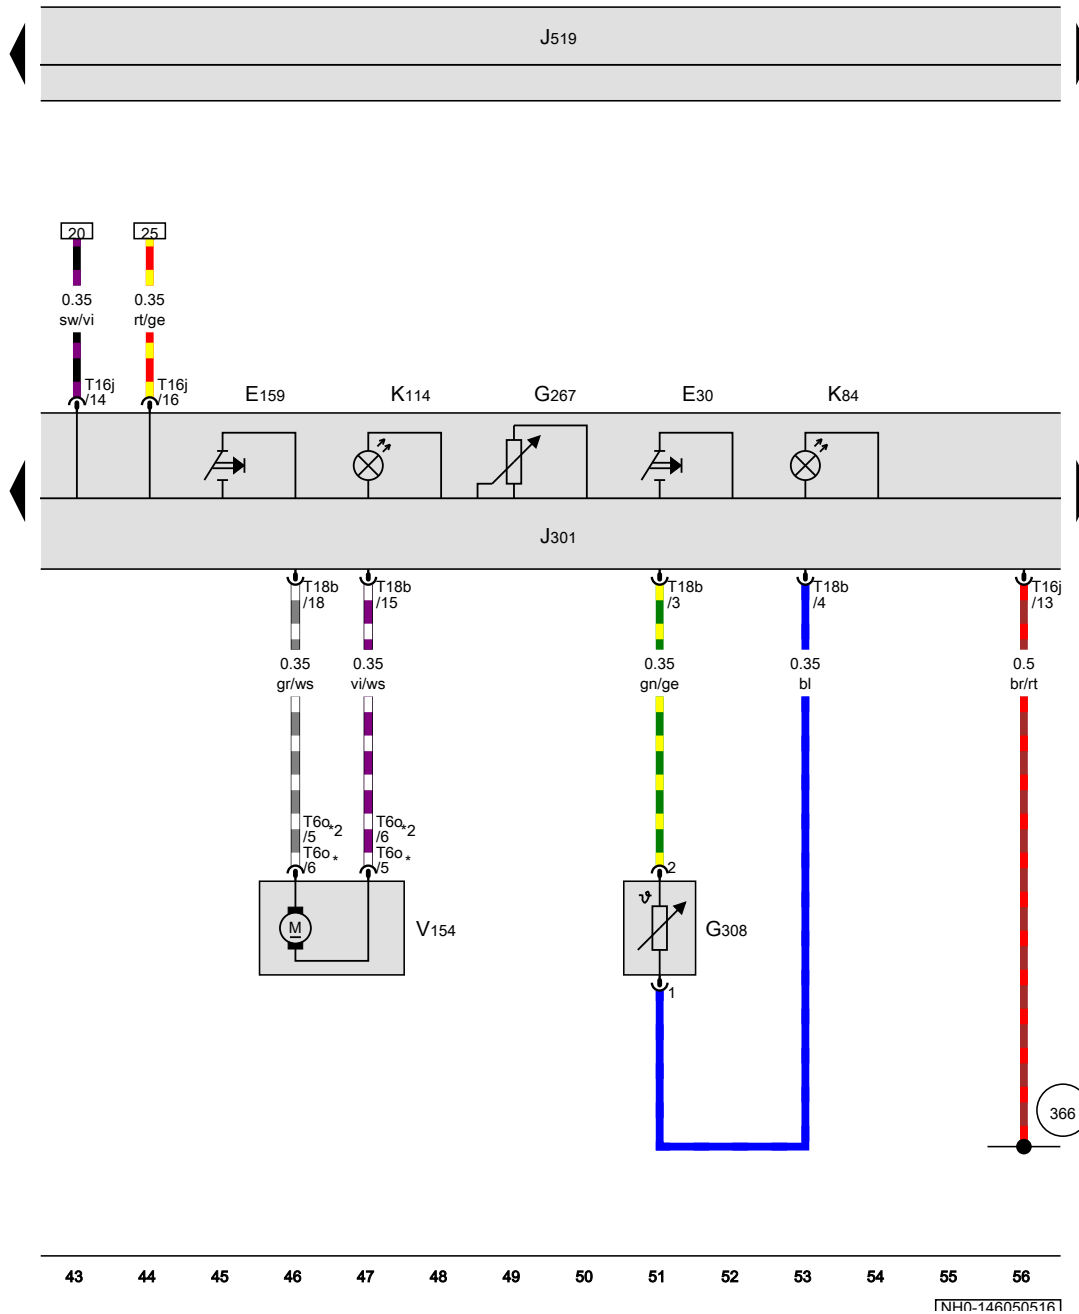 J519
20 25
0.35 0.35
sw/vi rt/ge
T16j T16j
/14 /16
E159 K114 G267 E30 K84
J301
T18b T18b T18b T18b T16j
/18 /15 /3 /4 /13
0.35 0.35 0.35 0.35 0.5
gr/ws vi/ws gn/ge bl br/rt
T6o*2 T6o*2
/5 /6
T6o* T6o*
/6 /5
2
ϑ
M
V154
G308
1
366
43 44 45 46 47 48 49 50 51 52 53 54 55 56
NH0-146050516